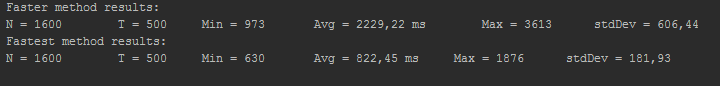 Faster method results:
N = 1600 T = 500 Min = 973 Avg = 2229,22 ms Max = 3613 stdDev = 606,44
Fastest method results:
N = 1600 T = 500 Min = 630 Avg = 822,45 ms Max = 1876 stdDev = 181,93